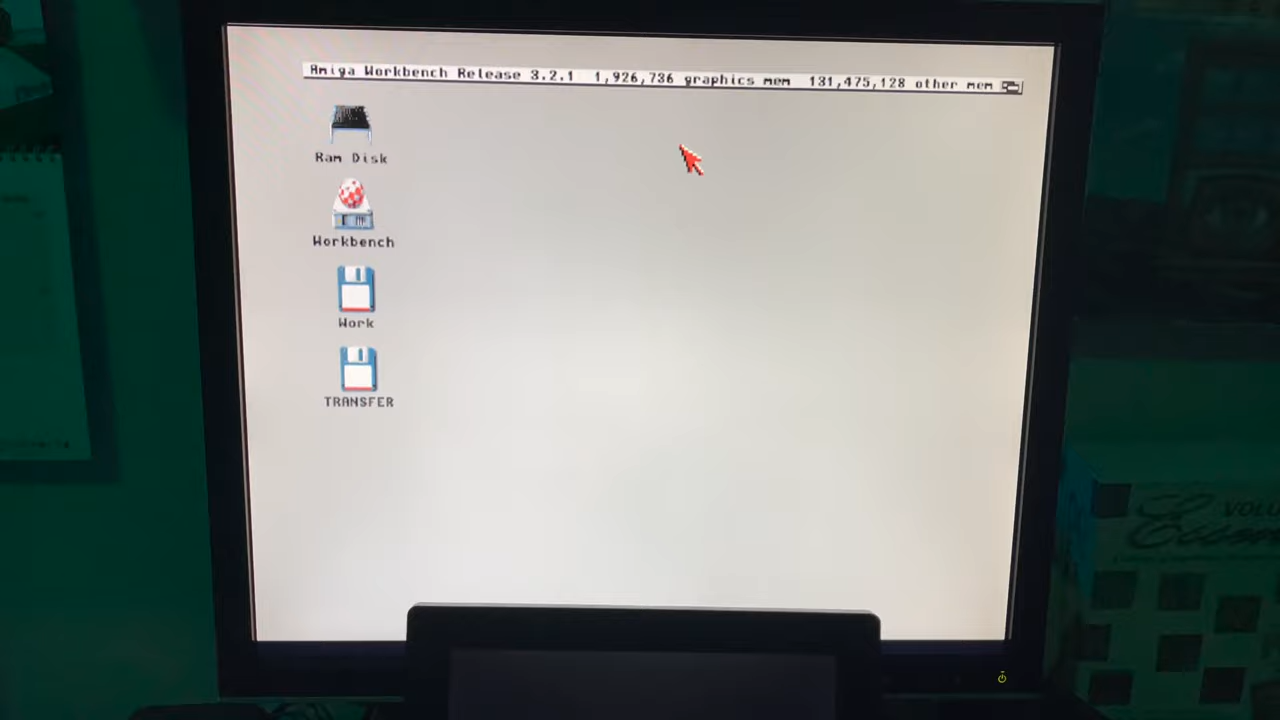 Amiga Workbench Release 3.2.1  1,926,736 graphics mem  131,475,128 other mem
Ram Disk
Workbench
Work
TRANSFER